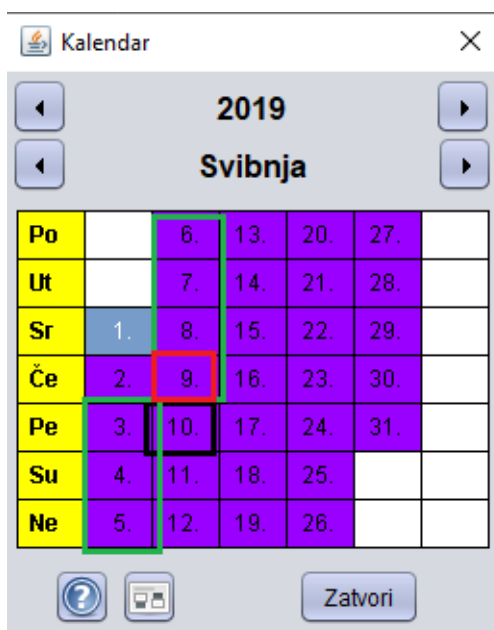 Kalendar
2019
Svibnja
Po 6. 13. 20. 27.
Ut 7. 14. 21. 28.
Sr 1. 8. 15. 22. 29.
Če 2. 9. 16. 23. 30.
Pe 3. 10. 17. 24. 31.
Su 4. 11. 18. 25.
Ne 5. 12. 19. 26.
Zatvori